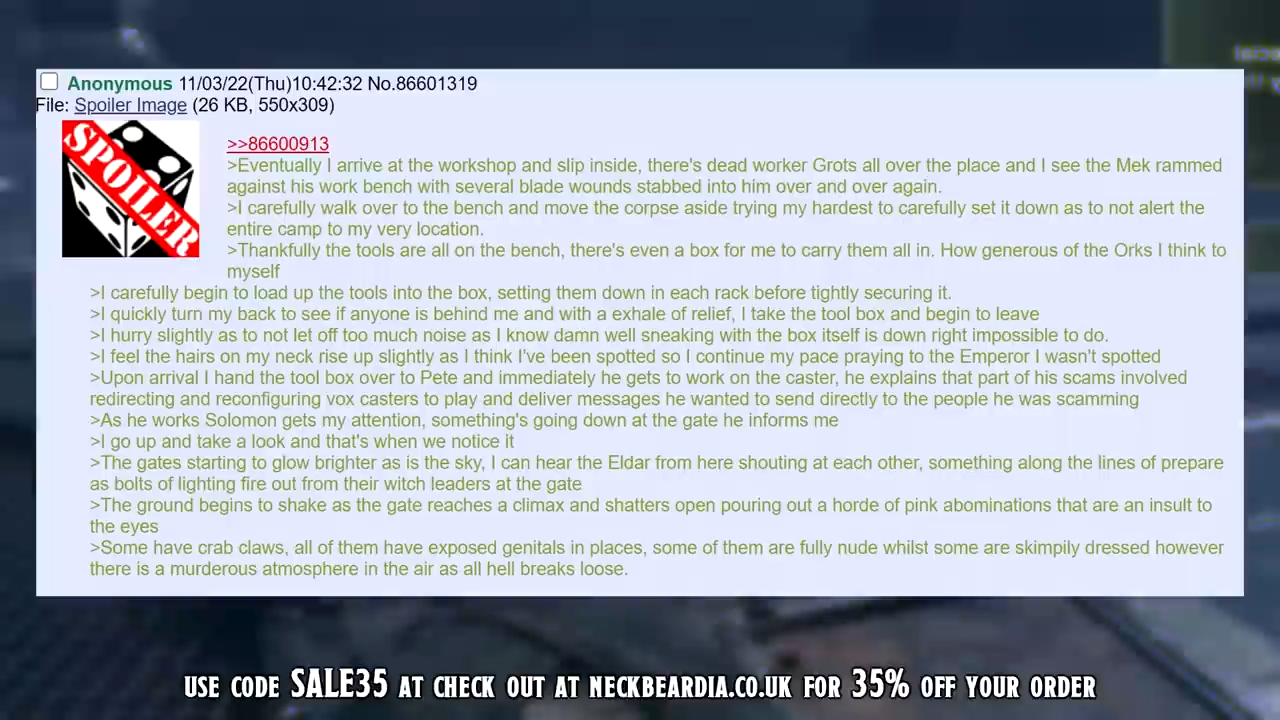 Anonymous 11/03/22(Thu)10:42:32 No.86601319
File: Spoiler Image (26 KB, 550x309)
SPOILER
>>86600913
>Eventually I arrive at the workshop and slip inside, there's dead worker Grots all over the place and I see the Mek rammed
against his work bench with several blade wounds stabbed into him over and over again.
>I carefully walk over to the bench and move the corpse aside trying my hardest to carefully set it down as to not alert the
entire camp to my very location.
>Thankfully the tools are all on the bench, there's even a box for me to carry them all in. How generous of the Orks I think to
myself
>I carefully begin to load up the tools into the box, setting them down in each rack before tightly securing it.
>I quickly turn my back to see if anyone is behind me and with a exhale of relief, I take the tool box and begin to leave
>I hurry slightly as to not let off too much noise as I know damn well sneaking with the box itself is down right impossible to do.
>I feel the hairs on my neck rise up slightly as I think I've been spotted so I continue my pace praying to the Emperor I wasn't spotted
>Upon arrival I hand the tool box over to Pete and immediately he gets to work on the caster, he explains that part of his scams involved
redirecting and reconfiguring vox casters to play and deliver messages he wanted to send directly to the people he was scamming
>As he works Solomon gets my attention, something's going down at the gate he informs me
>I go up and take a look and that's when we notice it
>The gates starting to glow brighter as is the sky, I can hear the Eldar from here shouting at each other, something along the lines of prepare
as bolts of lighting fire out from their witch leaders at the gate
>The ground begins to shake as the gate reaches a climax and shatters open pouring out a horde of pink abominations that are an insult to
the eyes
>Some have crab claws, all of them have exposed genitals in places, some of them are fully nude whilst some are skimpily dressed however
there is a murderous atmosphere in the air as all hell breaks loose.
USE CODE SALE35 AT CHECK OUT AT NECKBEARDIA.CO.UK FOR 35% OFF YOUR ORDER